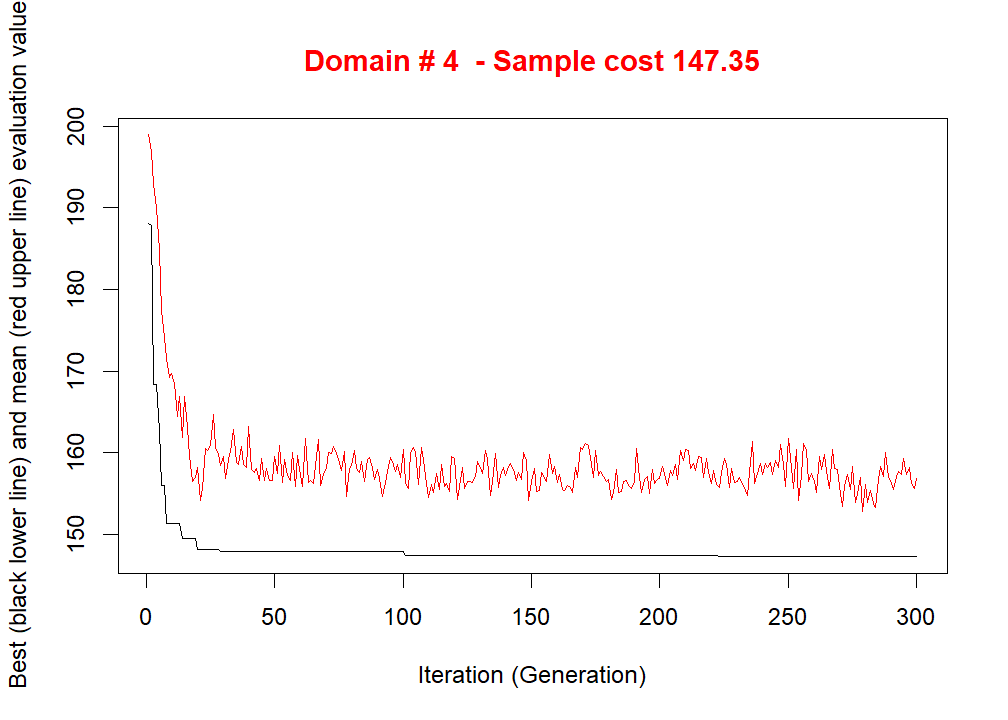 Domain # 4  - Sample cost 147.35
Best (black lower line) and mean (red upper line) evaluation value
200
190
180
170
160
150
0 50 100 150 200 250 300
Iteration (Generation)